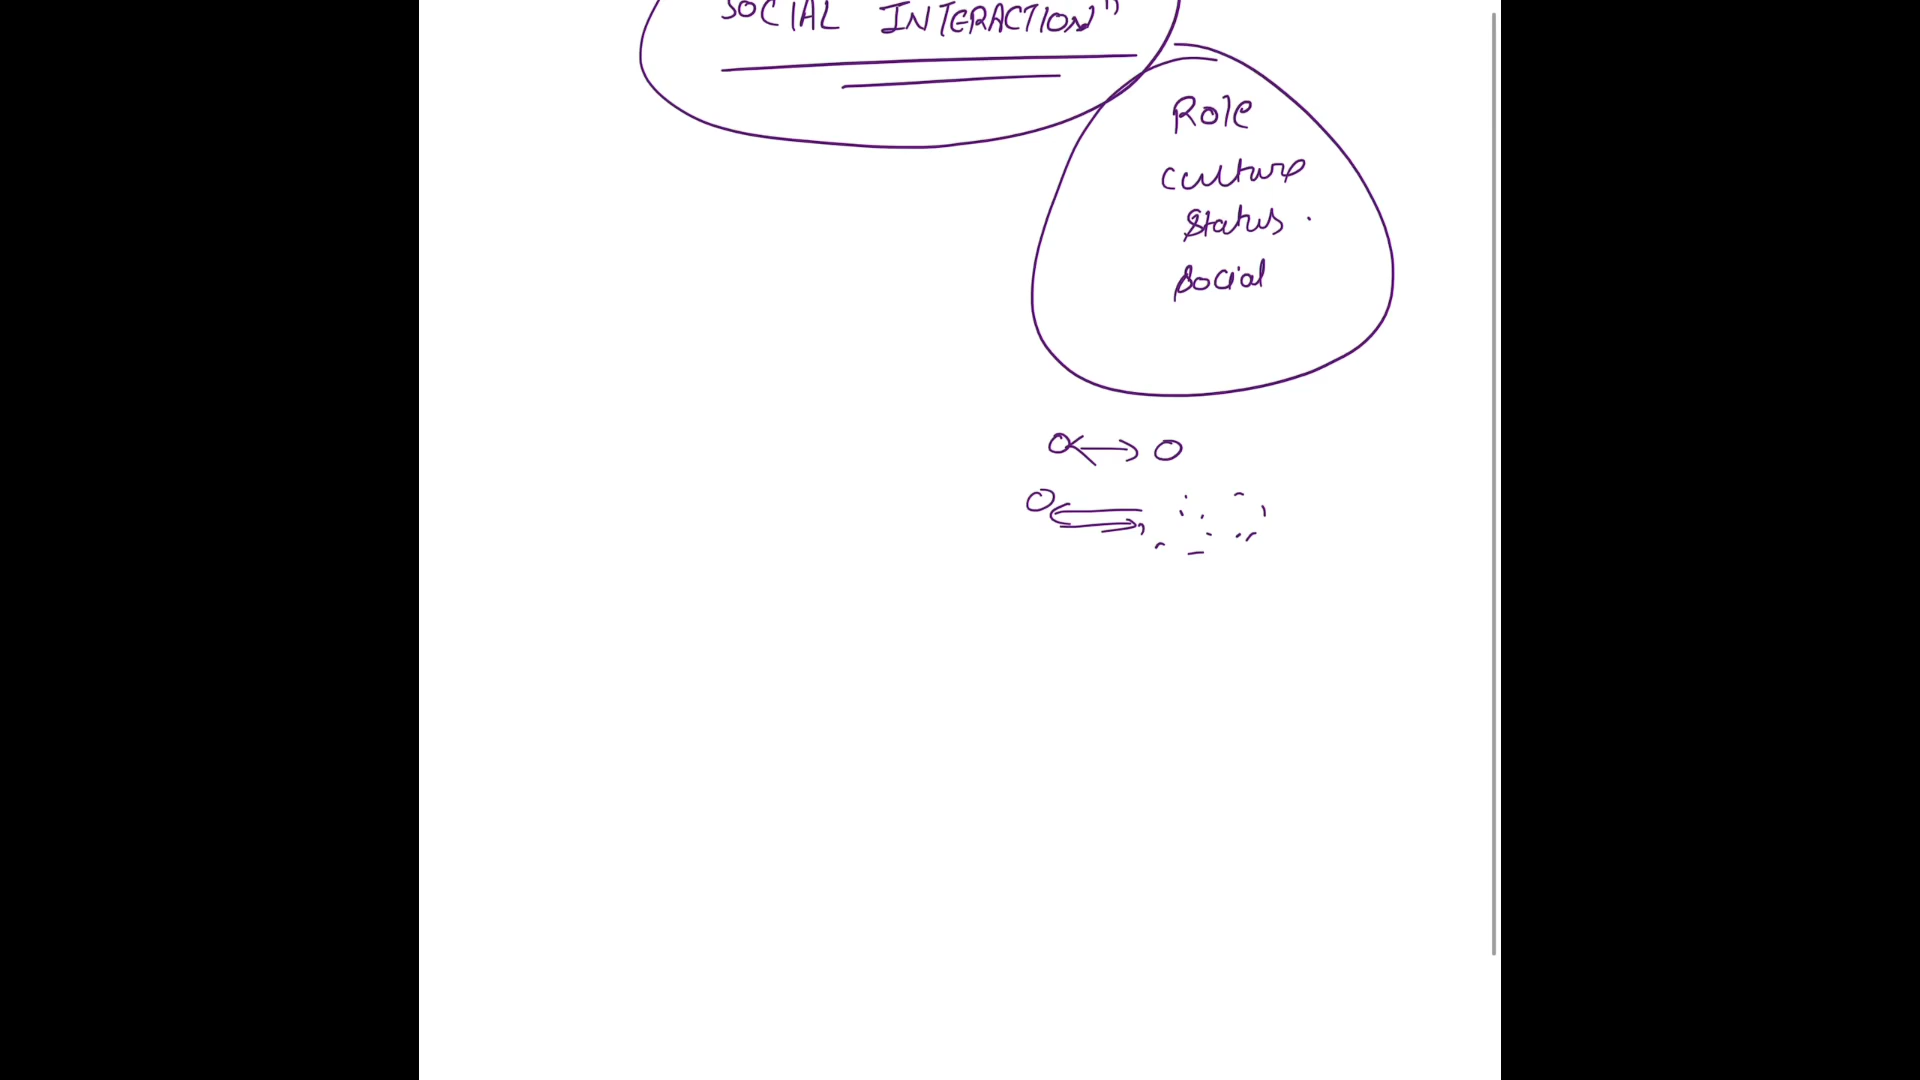 SOCIAL INTERACTION"
Role
Culture
Status.
Social